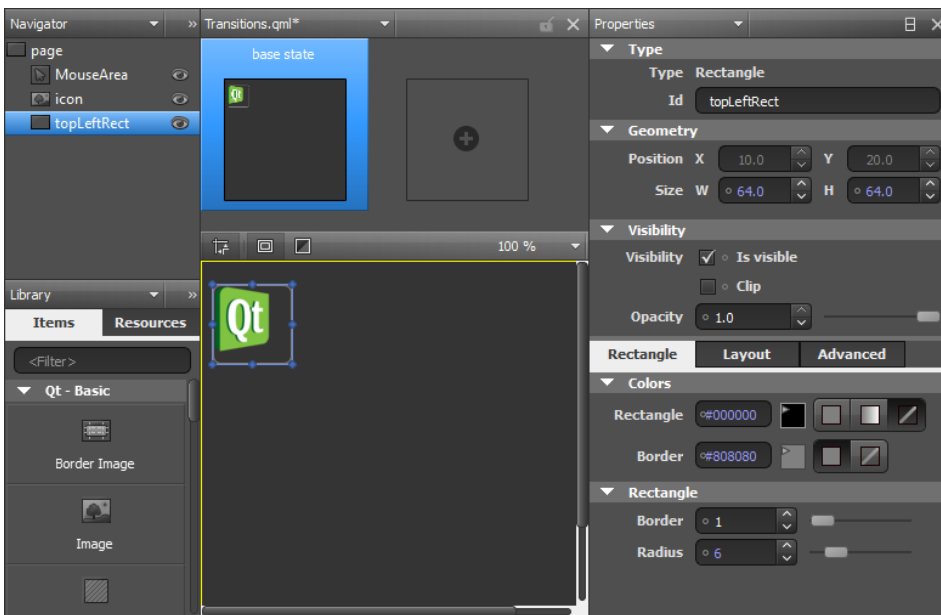 Navigator
page
MouseArea
icon
topLeftRect
Library
Items Resources
<Filter>
Qt - Basic
Border Image
Image
Transitions.qml*
base state
Qt
100 %
Qt
Properties
Type
Type Rectangle
Id topLeftRect
Geometry
Position X 10.0 Y 20.0
Size W 64.0 H 64.0
Visibility
Visibility Is visible
Clip
Opacity 1.0
Rectangle Layout Advanced
Colors
Rectangle #000000
Border #808080
Rectangle
Border 1
Radius 6